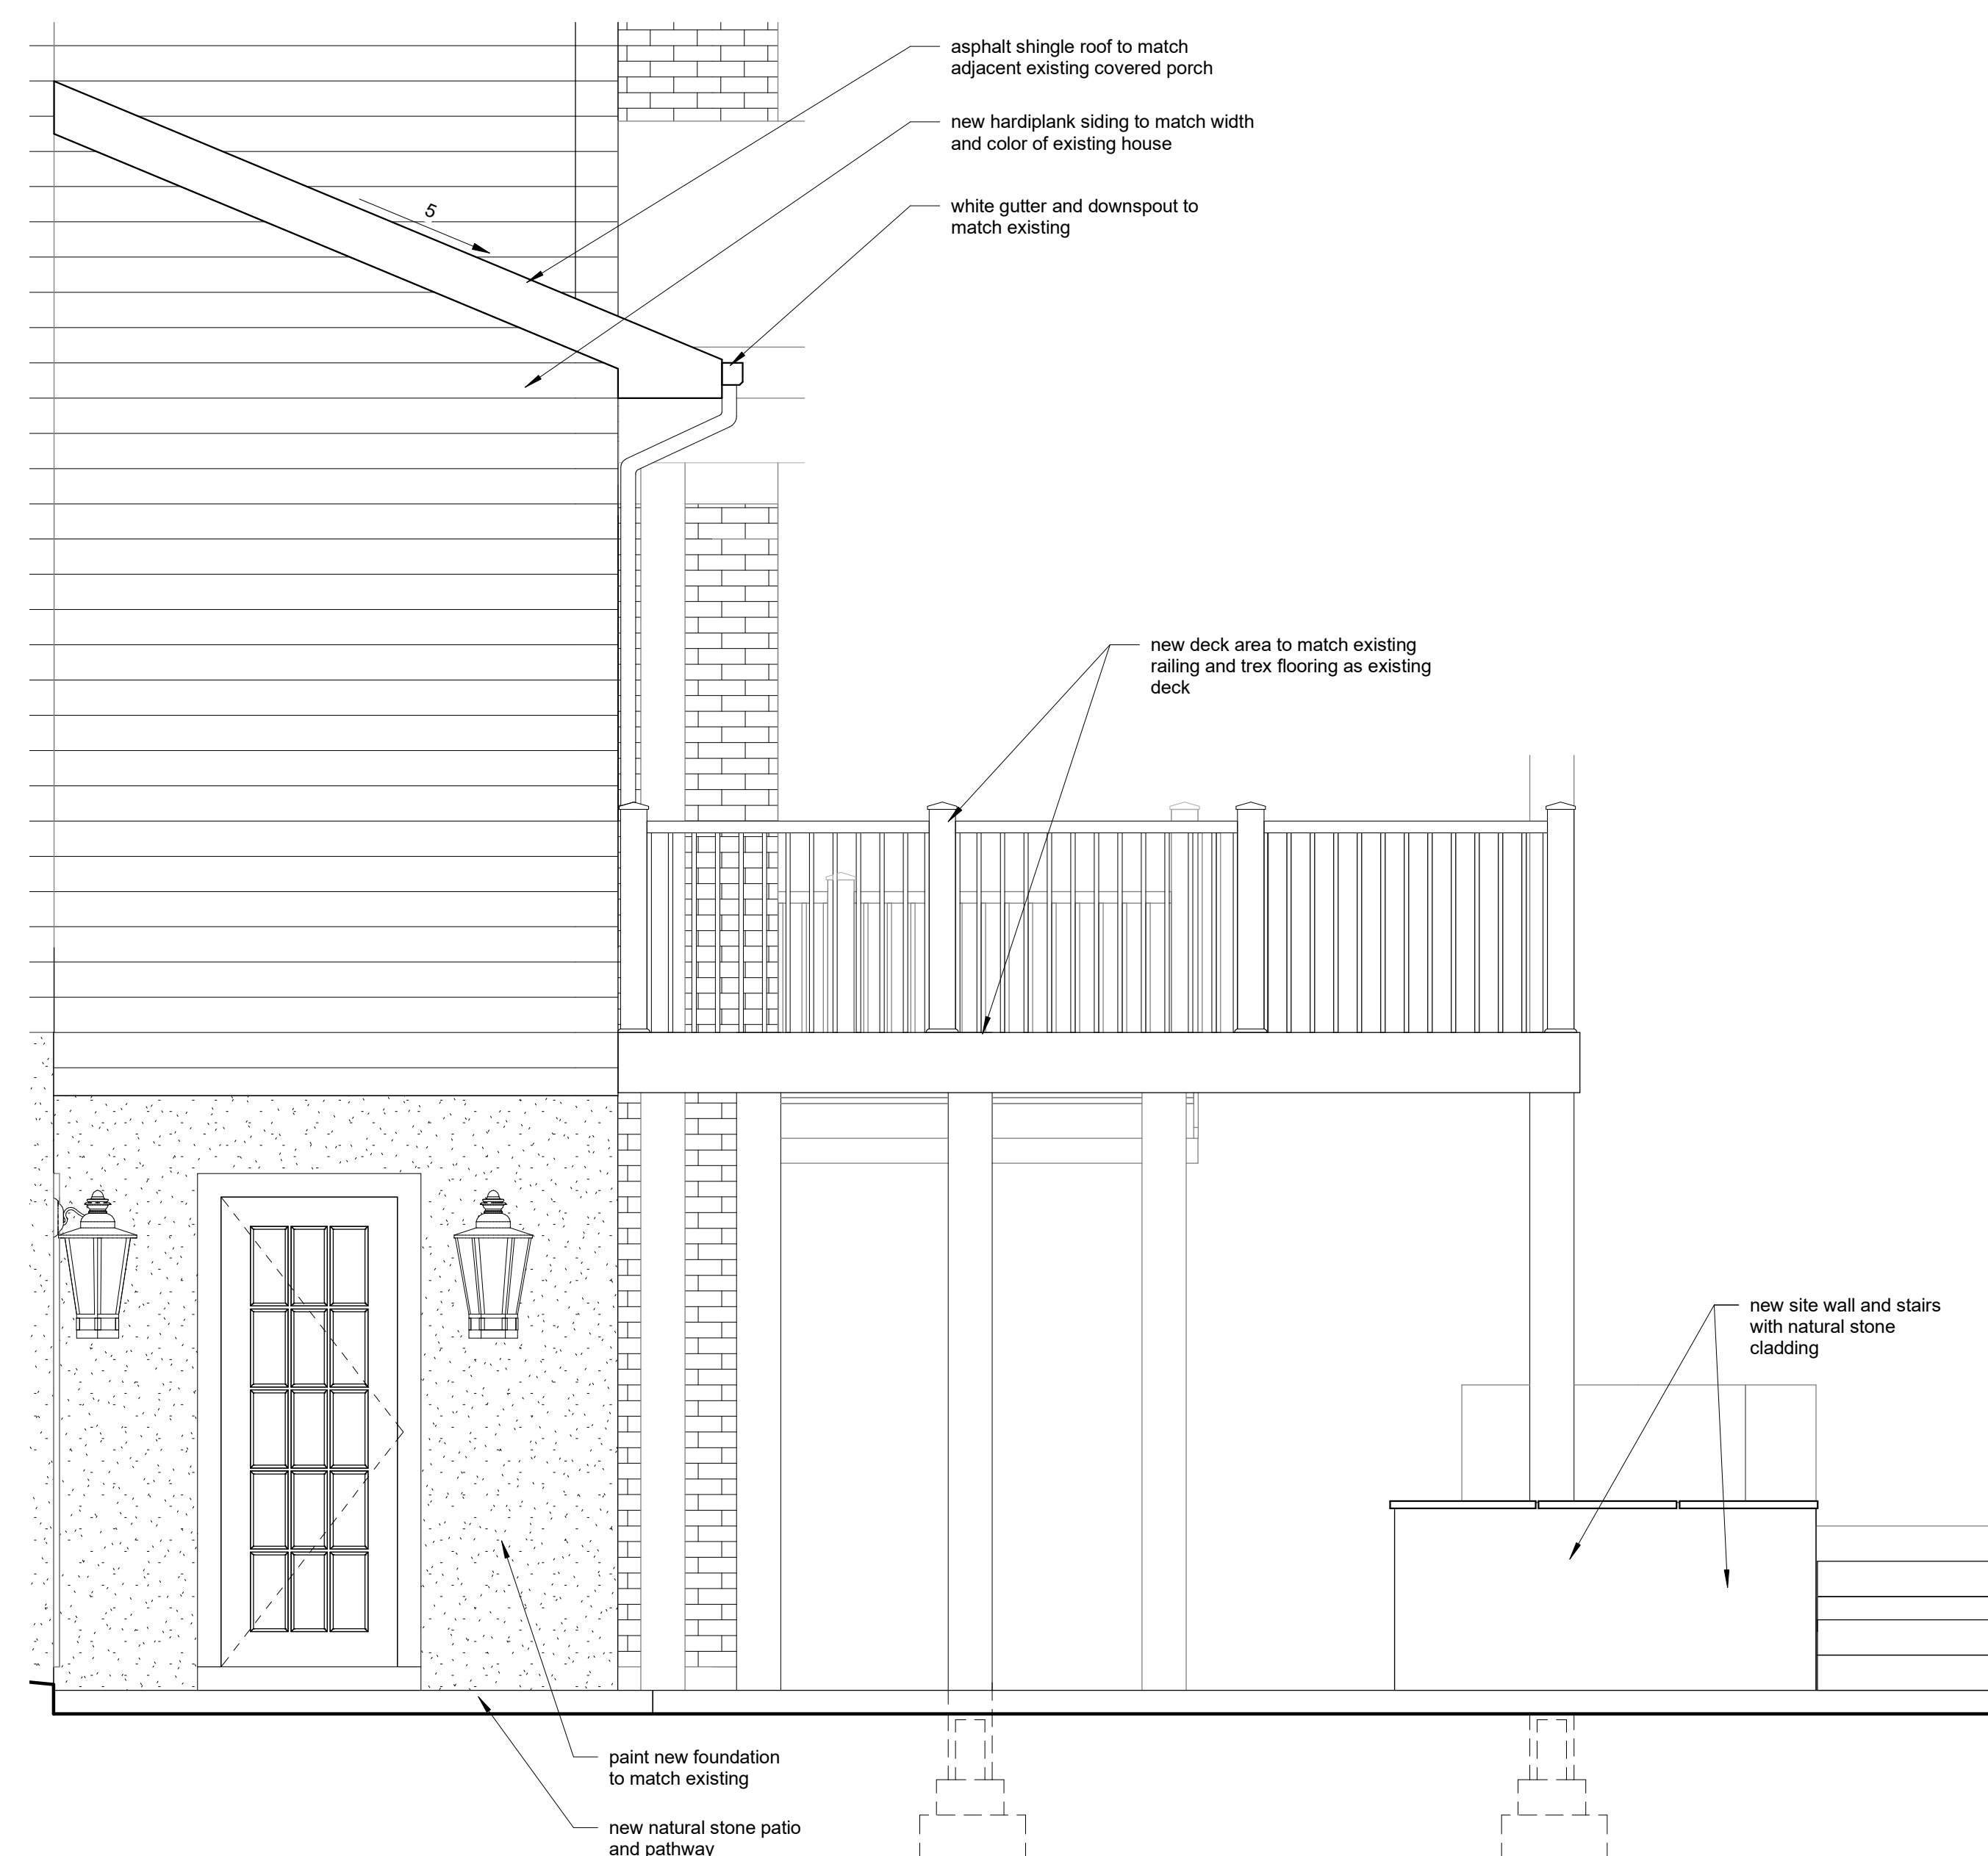 asphalt shingle roof to match
adjacent existing covered porch
new hardiplank siding to match width
and color of existing house
white gutter and downspout to
match existing
5
new deck area to match existing
railing and trex flooring as existing
deck
new site wall and stairs
with natural stone
cladding
paint new foundation
to match existing
new natural stone patio
and pathway